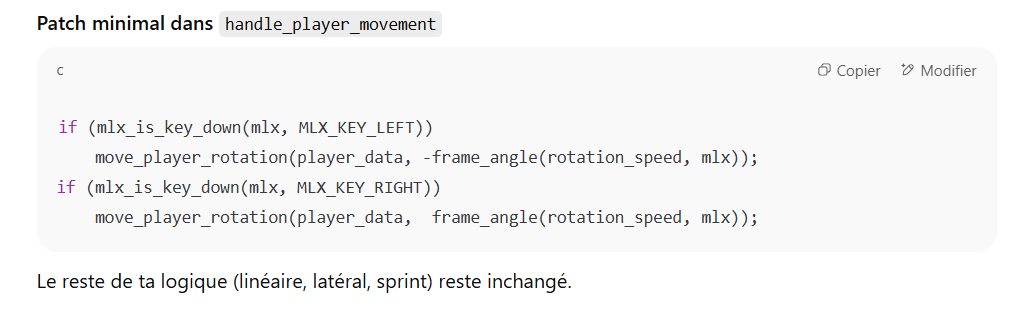 Patch minimal dans handle_player_movement
c Copier Modifier
if (mlx_is_key_down(mlx, MLX_KEY_LEFT))
    move_player_rotation(player_data, -frame_angle(rotation_speed, mlx));
if (mlx_is_key_down(mlx, MLX_KEY_RIGHT))
    move_player_rotation(player_data,  frame_angle(rotation_speed, mlx));
Le reste de ta logique (linéaire, latéral, sprint) reste inchangé.